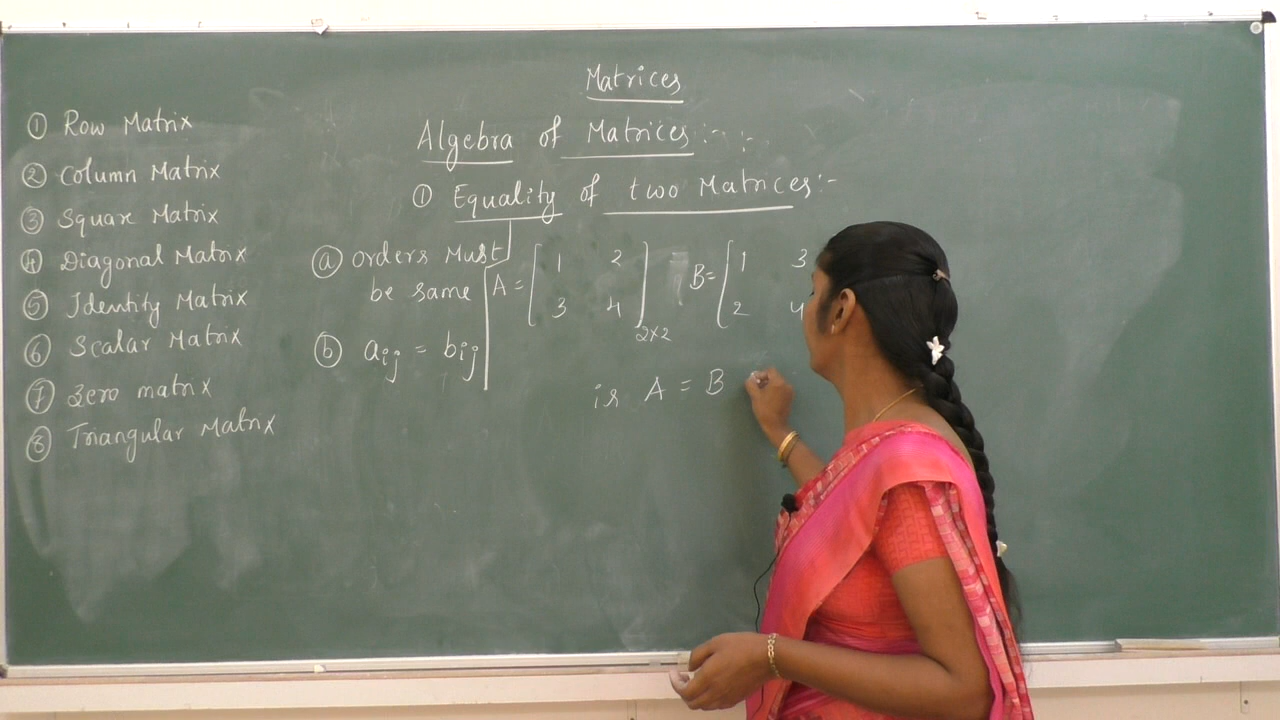 Matrices
① Row Matrix
② Column Matrix
③ Square Matrix
④ Diagonal Matrix
⑤ Identity Matrix
⑥ Scalar Matrix
⑦ Zero matrix
⑧ Triangular Matrix
Algebra of Matrices:-
① Equality of two Matrices:-
ⓐ orders Must
be same
ⓑ aij = bij
A = [ 1 2
3 4 ] 2x2
B = [ 1 3
2 4
is A = B